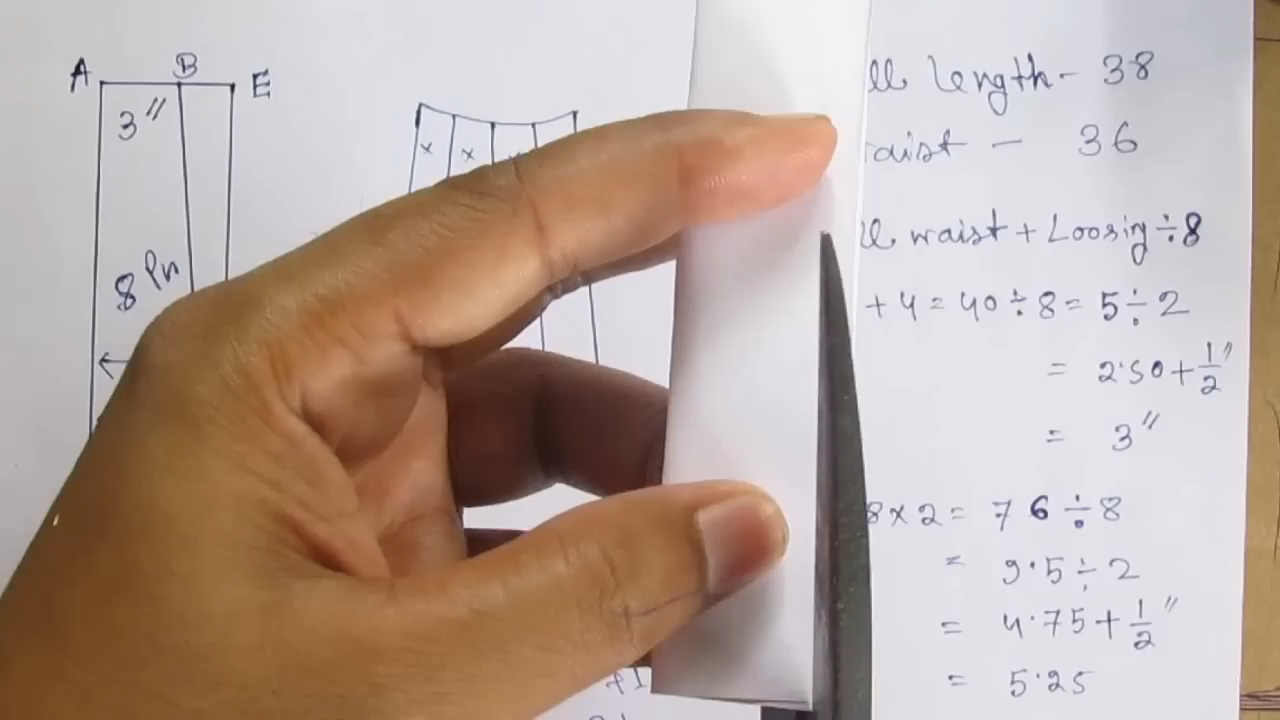 A B E
3"
8 Pn
x x
ll length - 38
aist - 36
ll waist + Loosing ÷ 8
+ 4 = 40 ÷ 8 = 5 ÷ 2
= 2.50 + 1/2"
= 3"
8 x 2 = 76 ÷ 8
= 9.5 ÷ 2
= 4.75 + 1/2"
= 5.25